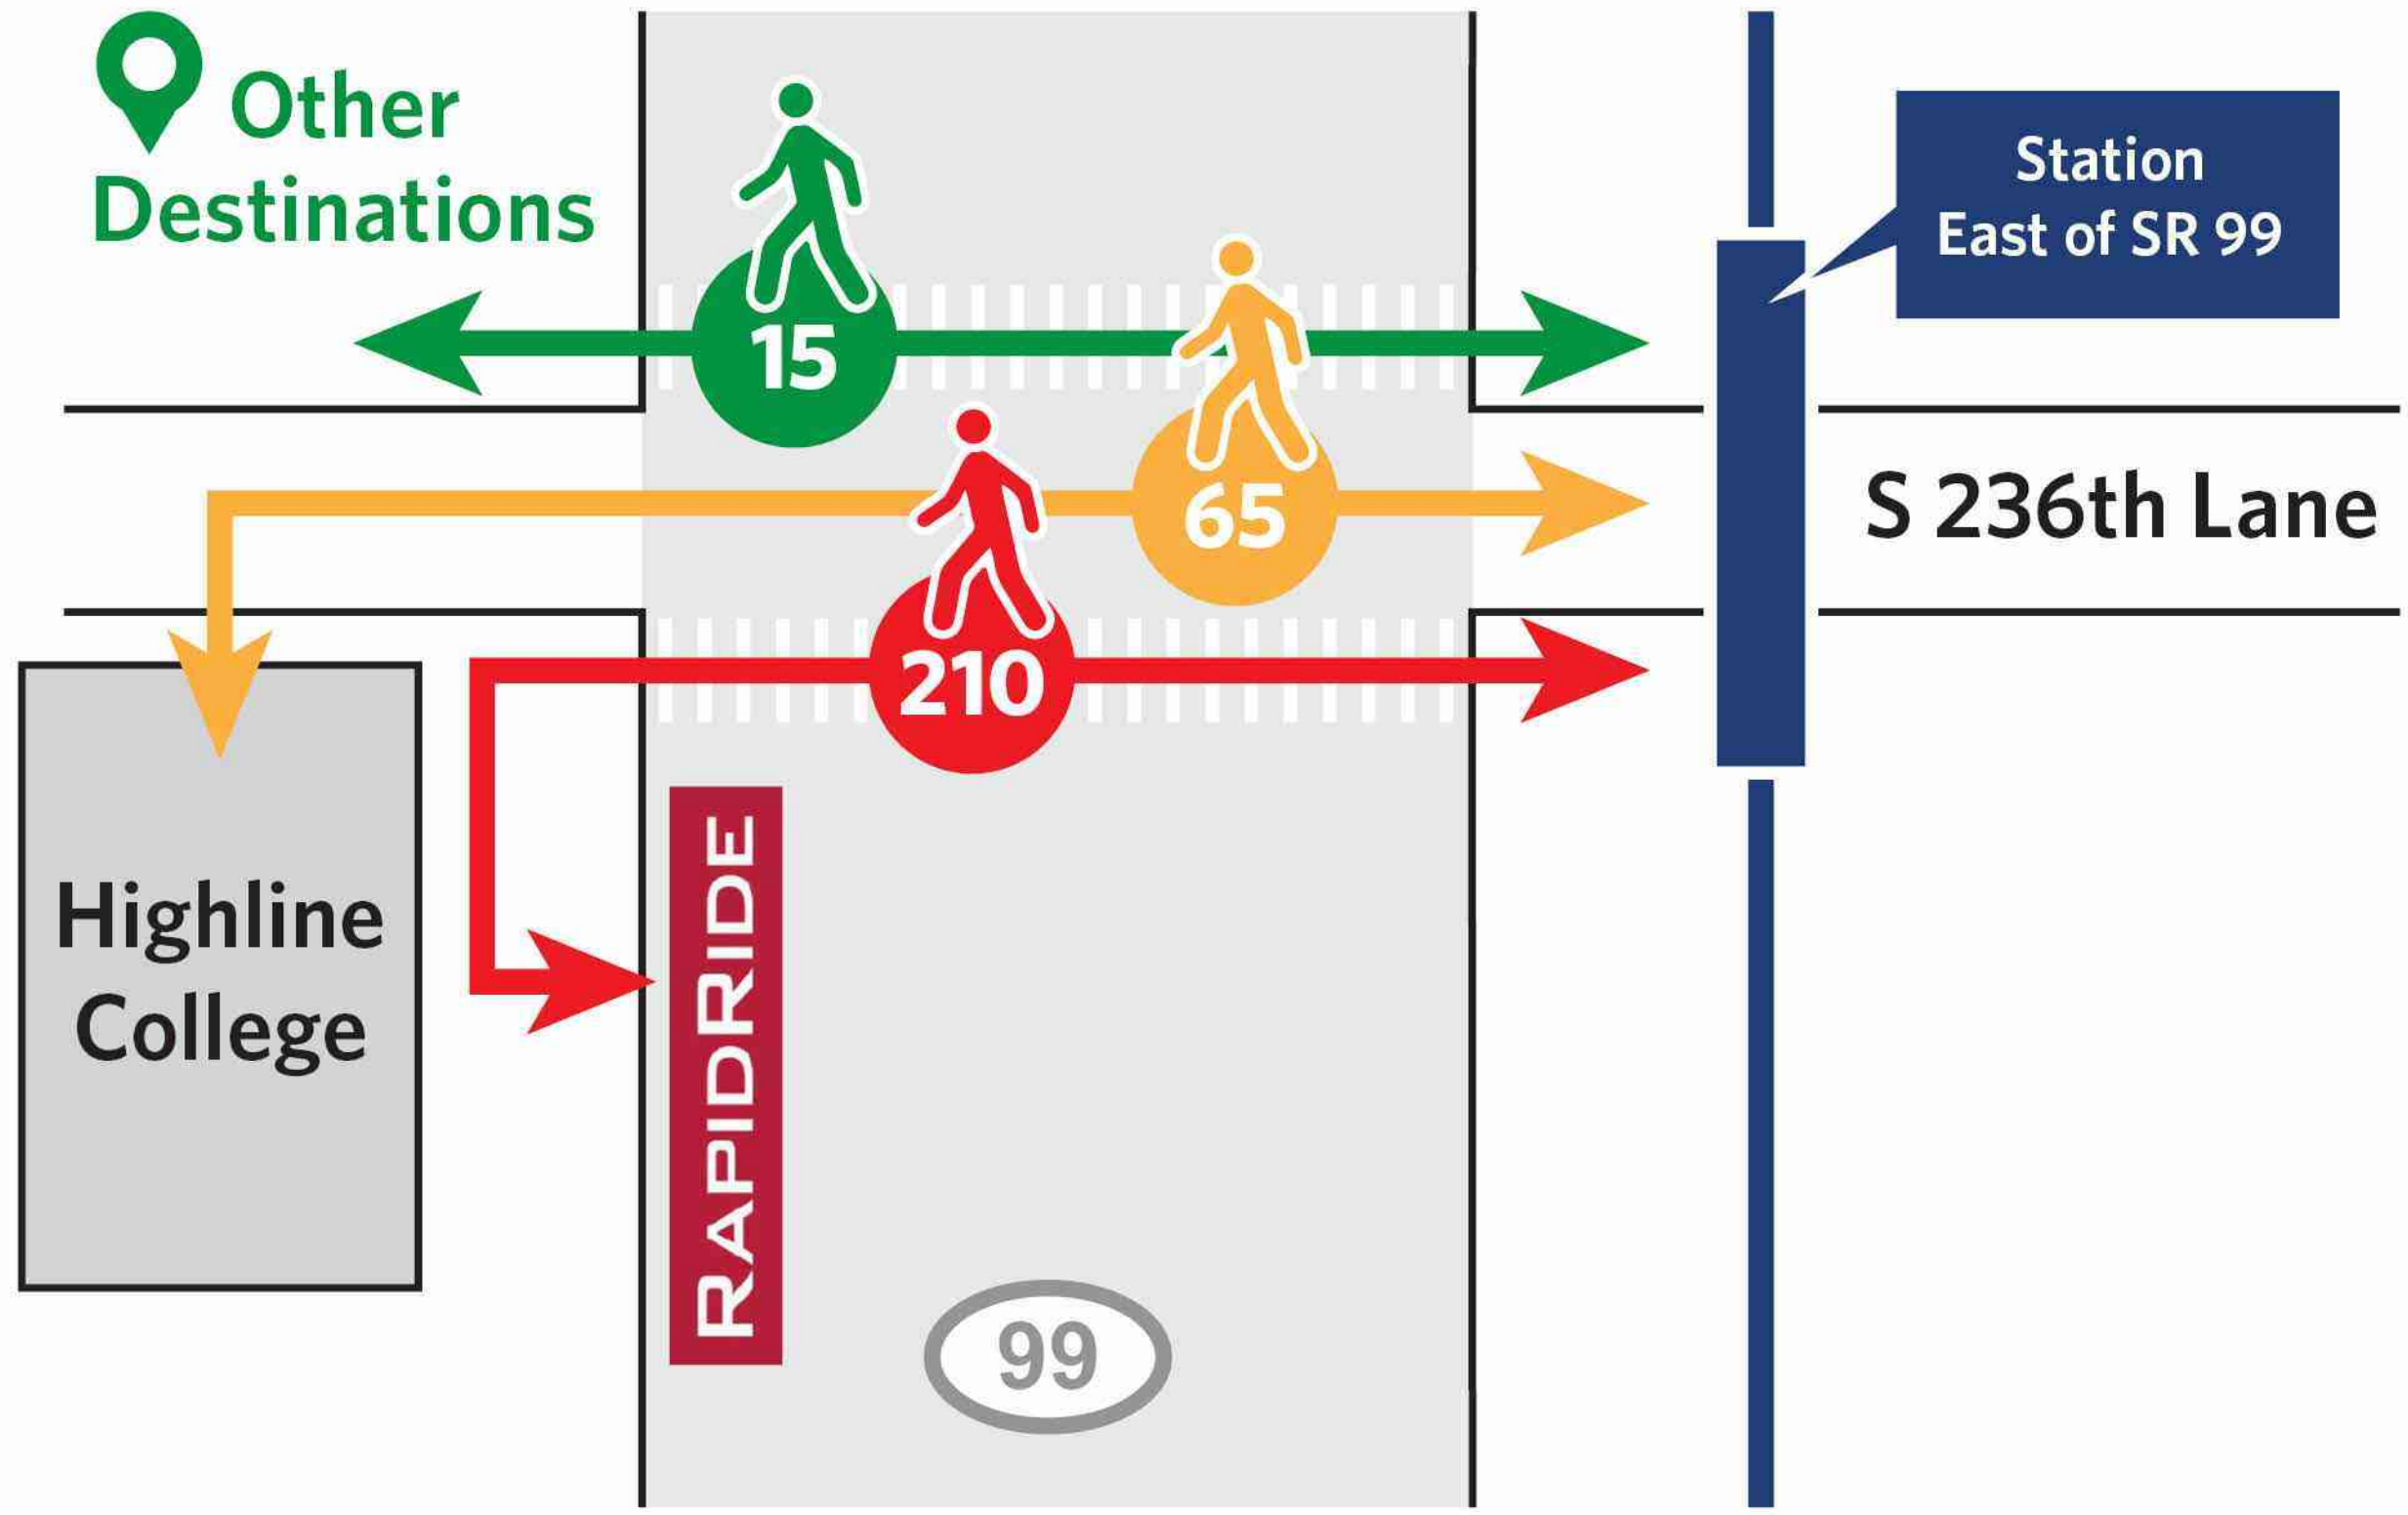 Other
Destinations
Station
East of SR 99
15
65
S 236th Lane
210
Highline
College
RAPIDRIDE
99